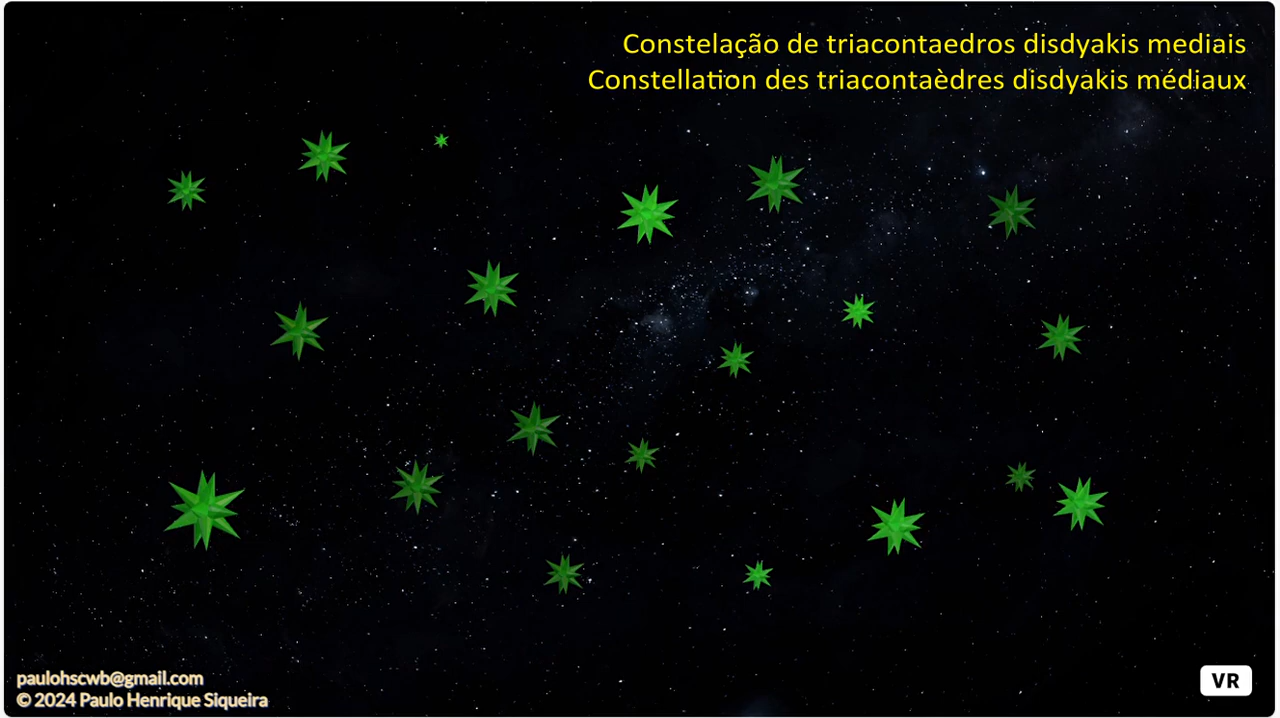 Constelação de triacontaedros disdyakis mediais
Constellation des triacontaèdres disdyakis médiaux
paulohscwb@gmail.com
© 2024 Paulo Henrique Siqueira
VR